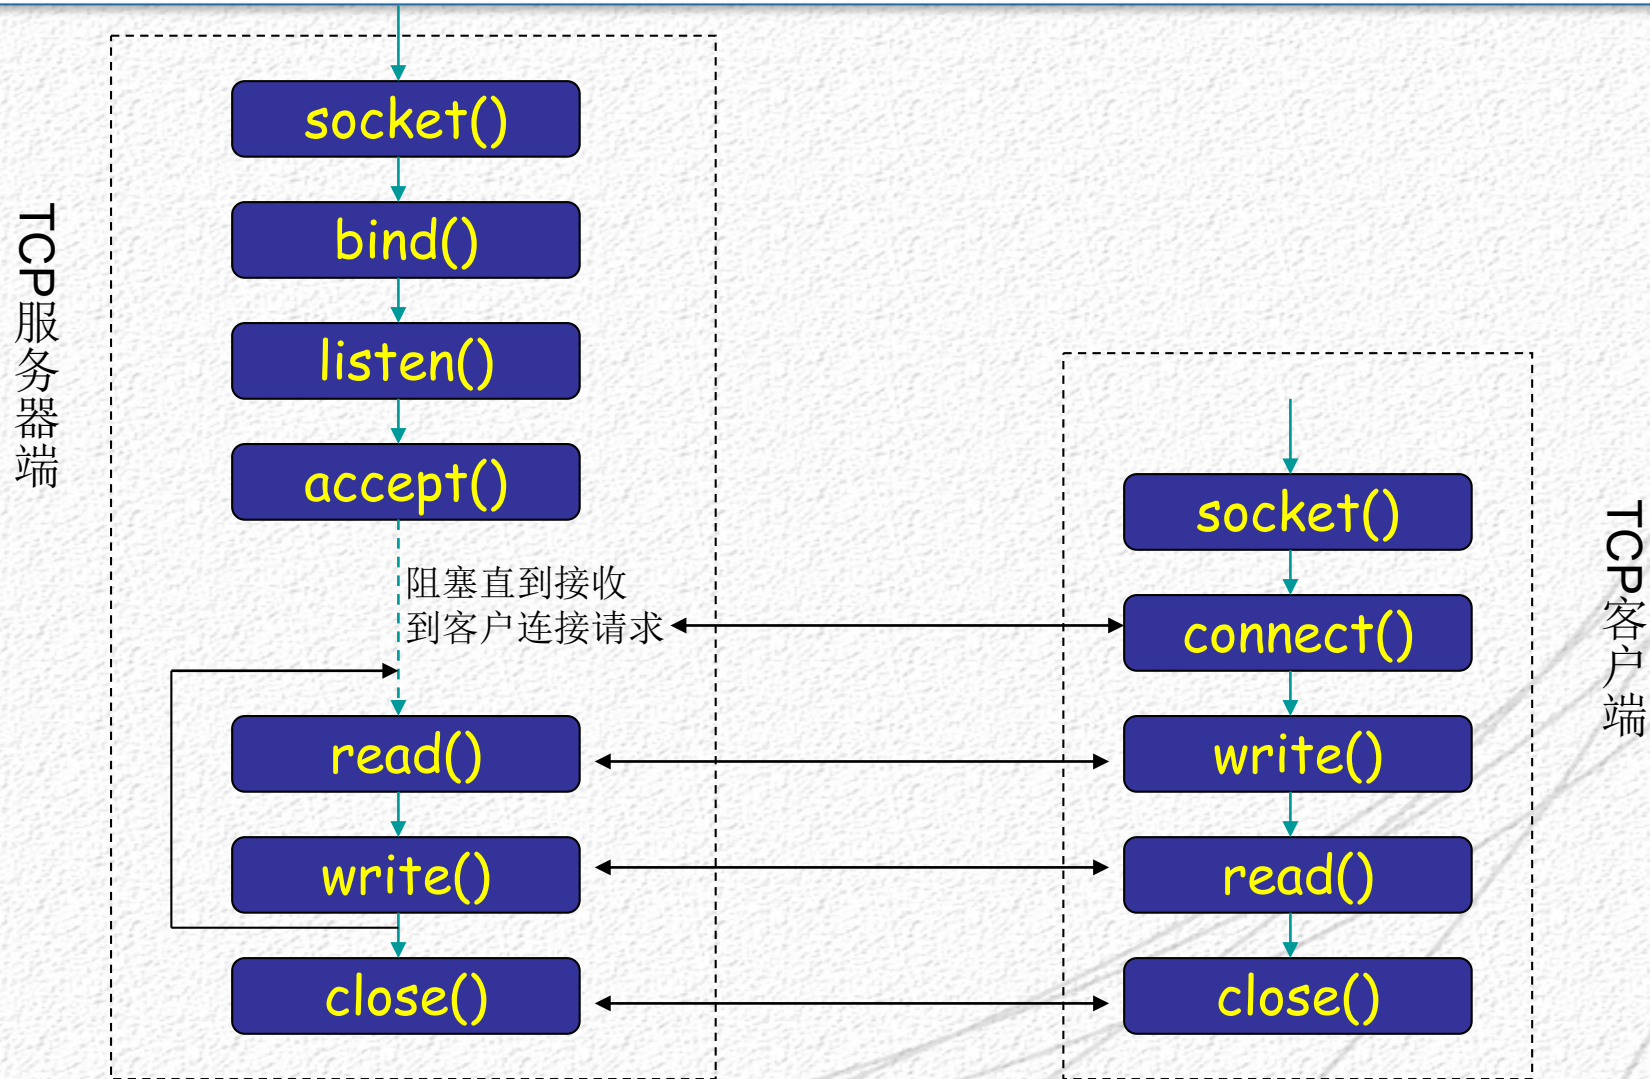 TCP服务器端
socket()
bind()
listen()
accept()
阻塞直到接收
到客户连接请求
read()
write()
close()
socket()
connect()
write()
read()
close()
TCP客户端